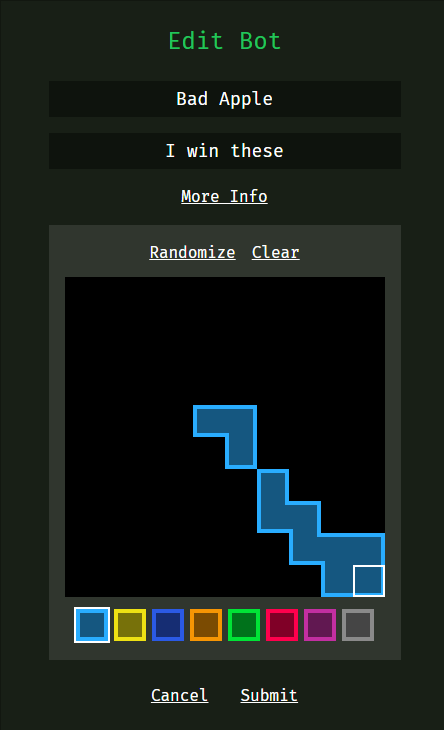 Edit Bot
Bad Apple
I win these
More Info
Randomize Clear
Cancel Submit